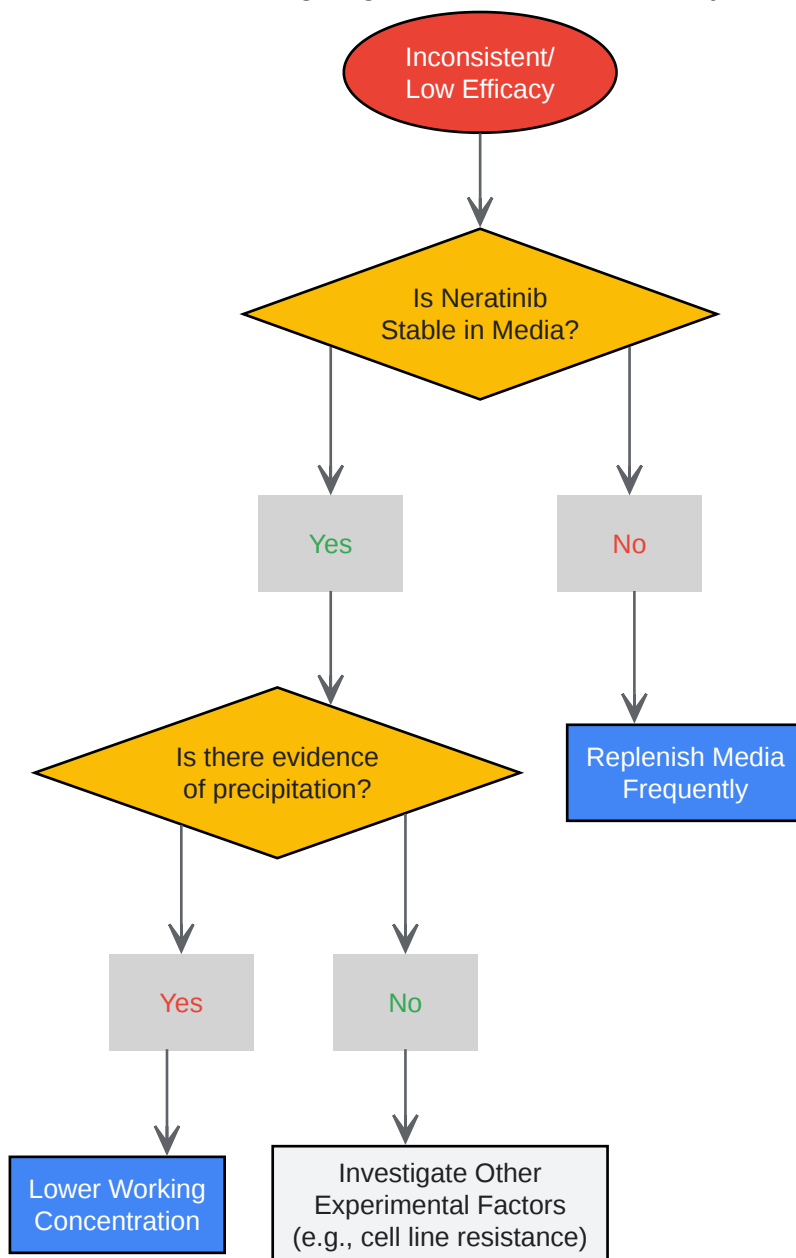 Inconsistent/
Low Efficacy
Is Neratinib
Stable in Media?
Yes
No
Is there evidence
of precipitation?
Replenish Media
Frequently
Yes
No
Lower Working
Concentration
Investigate Other
Experimental Factors
(e.g., cell line resistance)